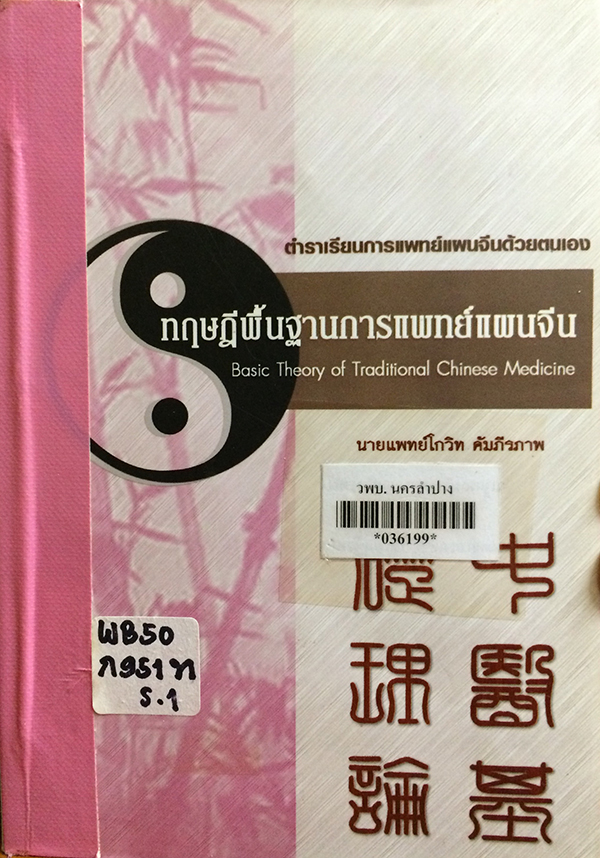 ตำราเรียนการแพทย์แผนจีนด้วยตนเอง
ทฤษฎีพื้นฐานการแพทย์แผนจีน
Basic Theory of Traditional Chinese Medicine
นายแพทย์โกวิท คัมภีรภาพ
วพบ. นครลำปาง
*036199*
中醫基
礎理論
WB50
ก951ท
ร.1